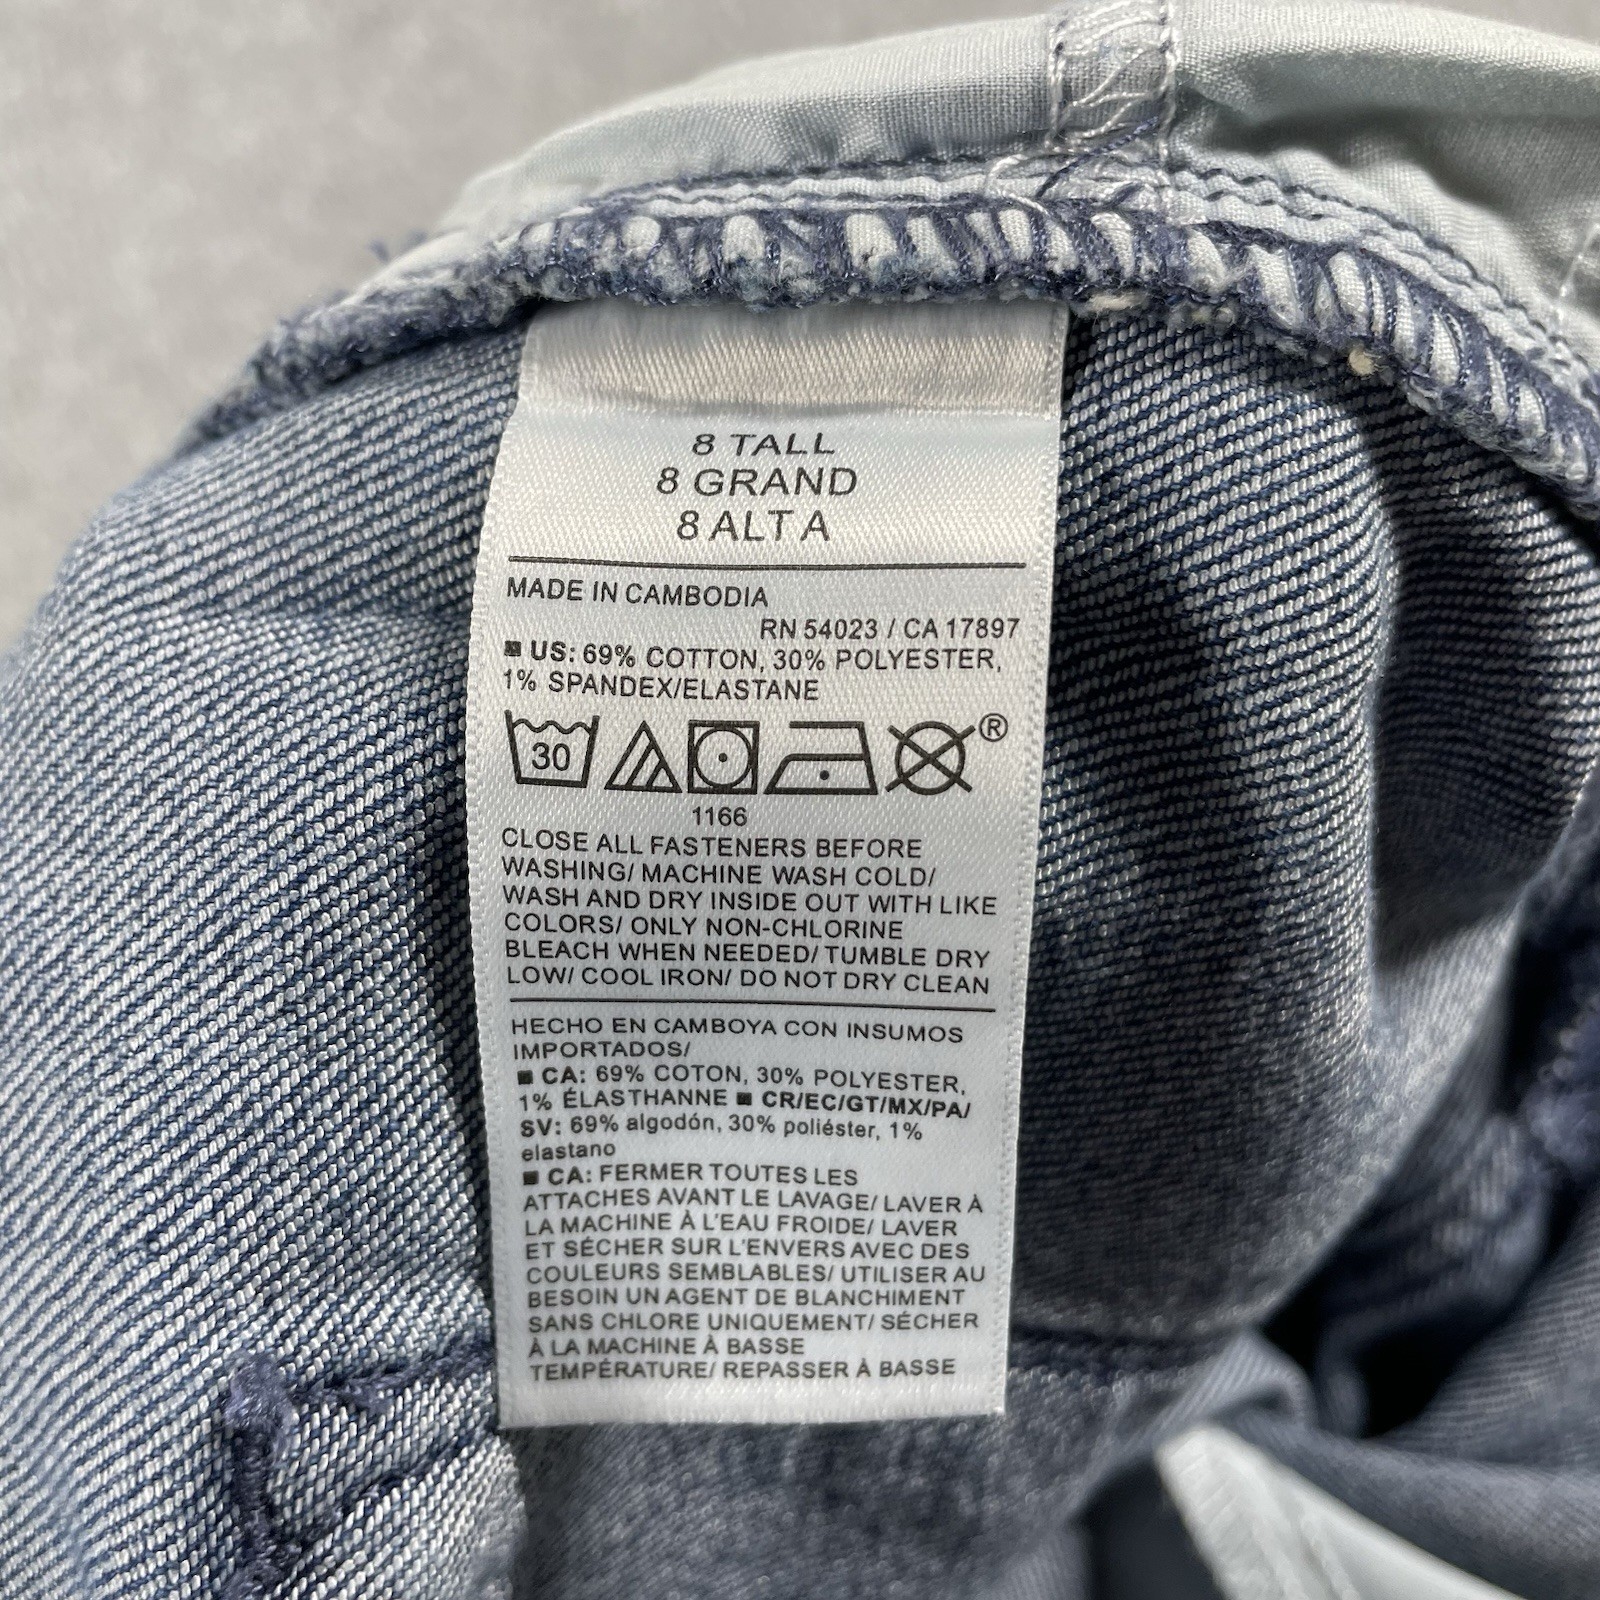 8 TALL
8 GRAND
8 ALTA
MADE IN CAMBODIA
RN 54023 / CA 17897
■ US: 69% COTTON, 30% POLYESTER,
1% SPANDEX/ELASTANE
30 ®
1166
CLOSE ALL FASTENERS BEFORE
WASHING/ MACHINE WASH COLD/
WASH AND DRY INSIDE OUT WITH LIKE
COLORS/ ONLY NON-CHLORINE
BLEACH WHEN NEEDED/ TUMBLE DRY
LOW/ COOL IRON/ DO NOT DRY CLEAN
HECHO EN CAMBOYA CON INSUMOS
IMPORTADOS/
■ CA: 69% COTON, 30% POLYESTER,
1% ÉLASTHANNE ■ CR/EC/GT/MX/PA/
SV: 69% algodón, 30% poliéster, 1%
elastano
■ CA: FERMER TOUTES LES
ATTACHES AVANT LE LAVAGE/ LAVER À
LA MACHINE À L'EAU FROIDE/ LAVER
ET SÉCHER SUR L'ENVERS AVEC DES
COULEURS SEMBLABLES/ UTILISER AU
BESOIN UN AGENT DE BLANCHIMENT
SANS CHLORE UNIQUEMENT/ SÉCHER
À LA MACHINE À BASSE
TEMPÉRATURE/ REPASSER À BASSE